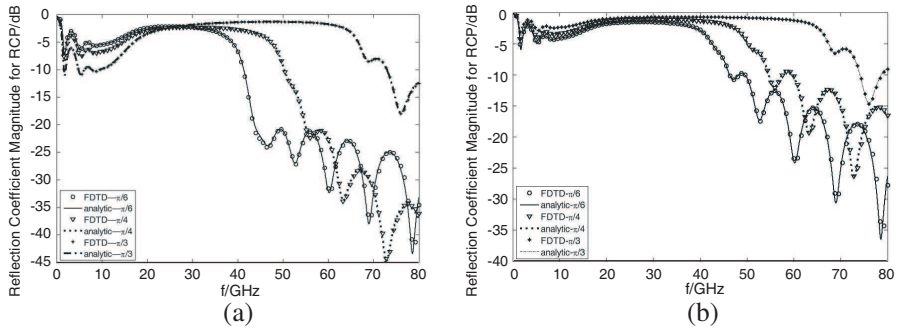 (a)
Reflection Coefficient Magnitude for RCP/dB
0
-5
-10
-15
-20
-25
-30
-35
-40
-45
FDTD—π/6
analytic—π/6
FDTD—π/4
analytic—π/4
FDTD—π/3
analytic—π/3
0 10 20 30 40 50 60 70 80
f/GHz
(a)
(b)
Reflection Coefficient Magnitude for RCP/dB
0
-5
-10
-15
-20
-25
-30
-35
-40
FDTD-π/6
analytic-π/6
FDTD-π/4
analytic-π/4
FDTD-π/3
analytic-π/3
0 10 20 30 40 50 60 70 80
f/GHz
(b)